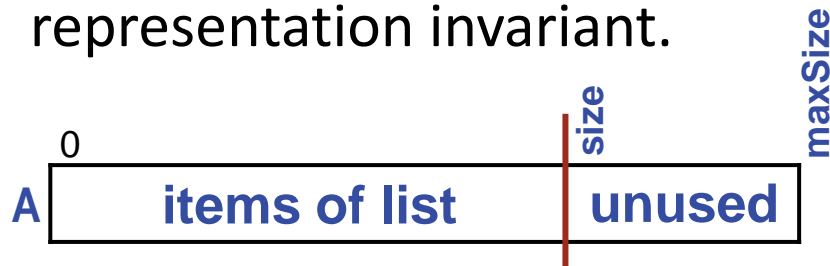 representation invariant.
maxSize
size
0
A items of list unused